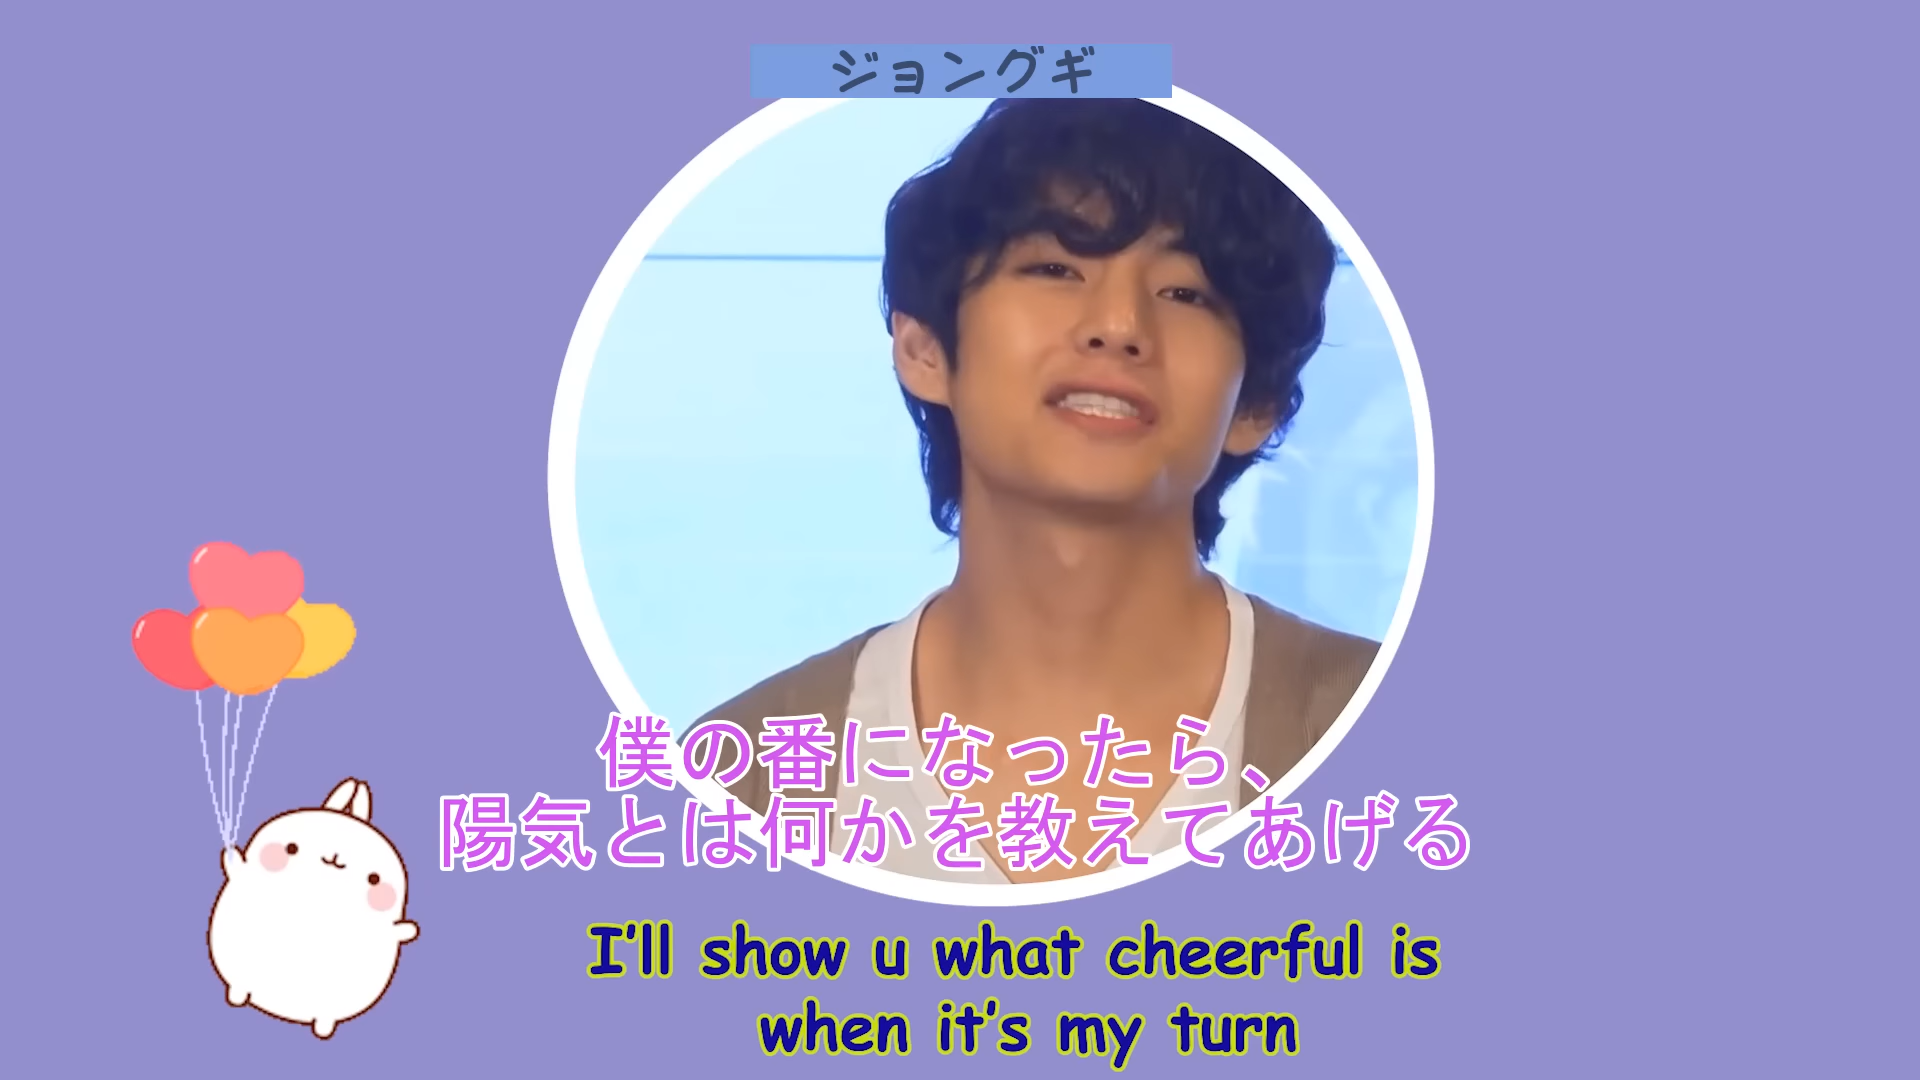 ジョングギ
僕の番になったら、
陽気とは何かを教えてあげる
I'll show u what cheerful is
when it's my turn